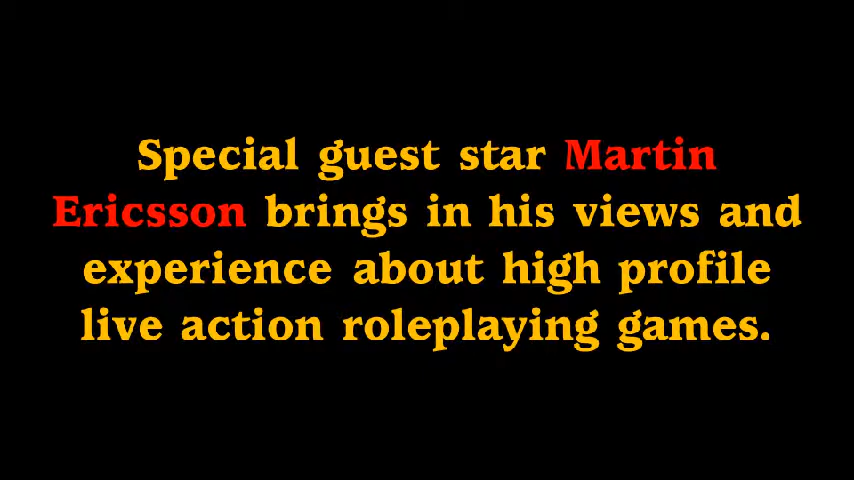 Special guest star Martin
Ericsson brings in his views and
experience about high profile
live action roleplaying games.